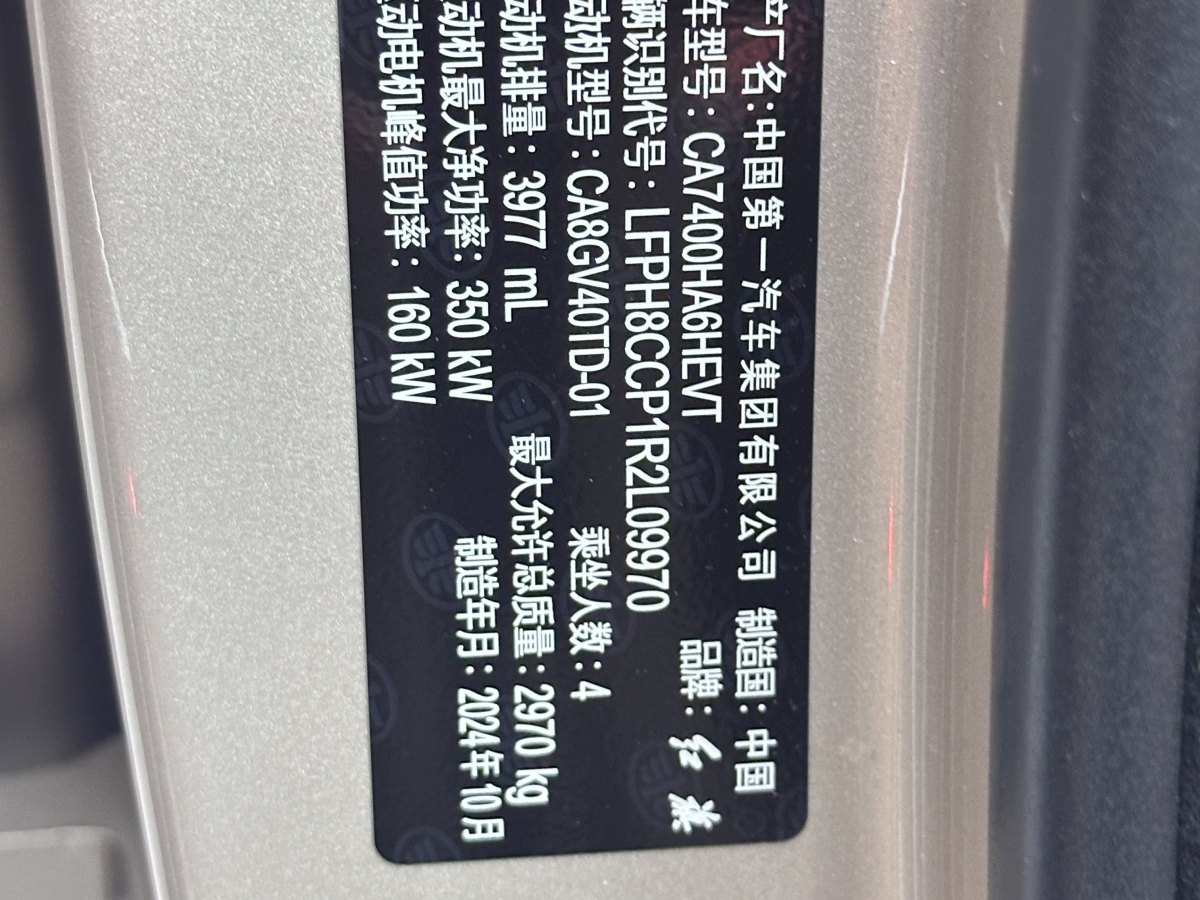 产厂名:中国第一汽车集团有限公司 制造国: 中国
车型号: CA7400HA6HEVT 品牌: 红旗
辆识别代号: LFPH8CCP1R2L09970
动机型号: CA8GV40TD-01 乘坐人数: 4
动机排量: 3977 mL 最大允许总质量: 2970 kg
动机最大净功率: 350 kW 制造年月: 2024年10月
动电机峰值功率: 160 kW